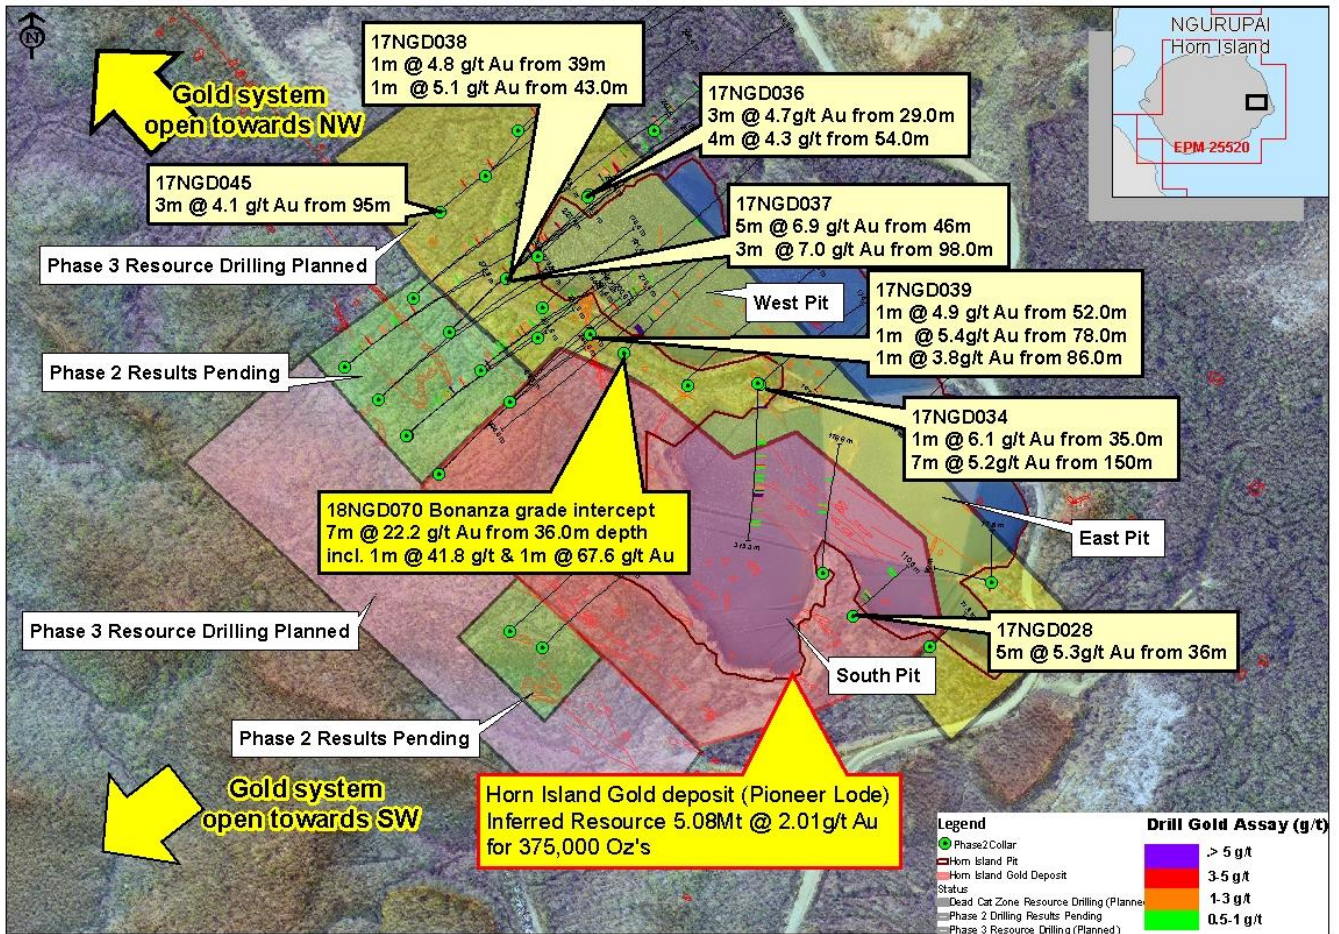 N
NGURUPAI
Horn Island
EPM 25520
Gold system
open towards NW
17NGD038
1m @ 4.8 g/t Au from 39m
1m @ 5.1 g/t Au from 43.0m
17NGD036
3m @ 4.7g/t Au from 29.0m
4m @ 4.3 g/t from 54.0m
17NGD045
3m @ 4.1 g/t Au from 95m
17NGD037
5m @ 6.9 g/t Au from 46m
3m @ 7.0 g/t Au from 98.0m
Phase 3 Resource Drilling Planned
West Pit
17NGD039
1m @ 4.9 g/t Au from 52.0m
1m @ 5.4g/t Au from 78.0m
1m @ 3.8g/t Au from 86.0m
Phase 2 Results Pending
17NGD034
1m @ 6.1 g/t Au from 35.0m
7m @ 5.2g/t Au from 150m
18NGD070 Bonanza grade intercept
7m @ 22.2 g/t Au from 36.0m depth
incl. 1m @ 41.8 g/t & 1m @ 67.6 g/t Au
East Pit
Phase 3 Resource Drilling Planned
17NGD028
5m @ 5.3g/t Au from 36m
South Pit
Phase 2 Results Pending
Gold system
open towards SW
Horn Island Gold deposit (Pioneer Lode)
Inferred Resource 5.08Mt @ 2.01g/t Au
for 375,000 Oz's
Legend
Phase2Collar
Horn Island Pit
Horn Island Gold Deposit
Status
Dead Cat Zone Resource Drilling (Planne
Phase 2 Drilling Results Pending
Phase 3 Resource Drilling (Planned)
Drill Gold Assay (g/t)
.> 5 g/t
3-5 g/t
1-3 g/t
0.5-1 g/t